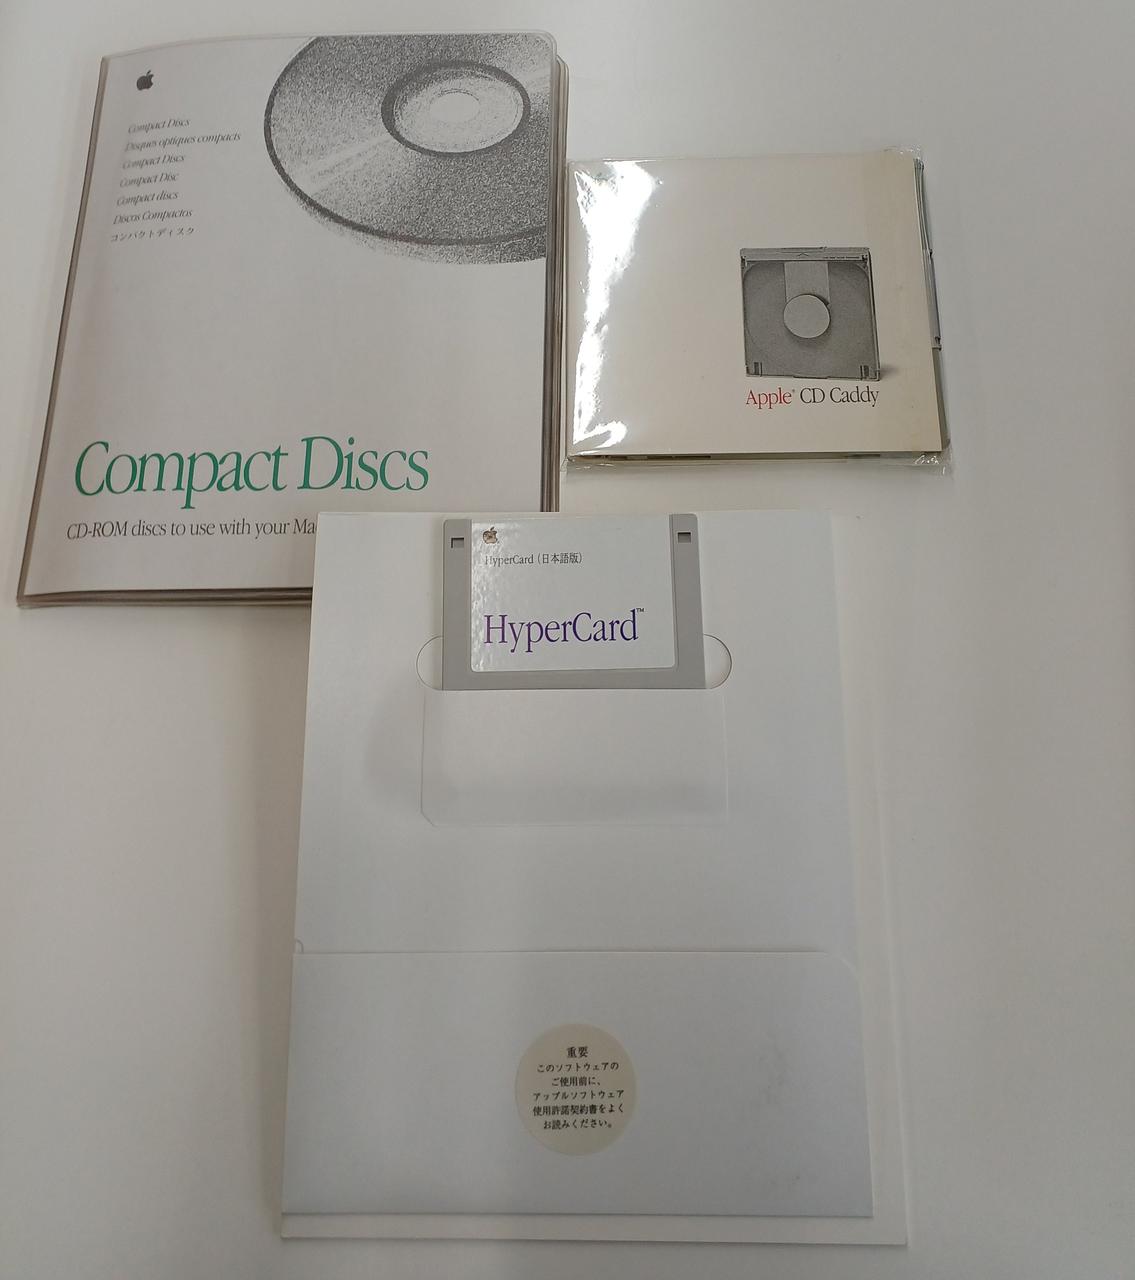 Compact Discs
Disques optiques compacts
Compact Discs
Compact Disc
Compact discs
Discos Compactos
コンパクトディスク
Compact Discs
CD-ROM discs to use with your Ma
Apple® CD Caddy
HyperCard (日本語版)
HyperCard™
重要
このソフトウェアの
ご使用前に、
アップルソフトウェア
使用許諾契約書をよく
お読みください。